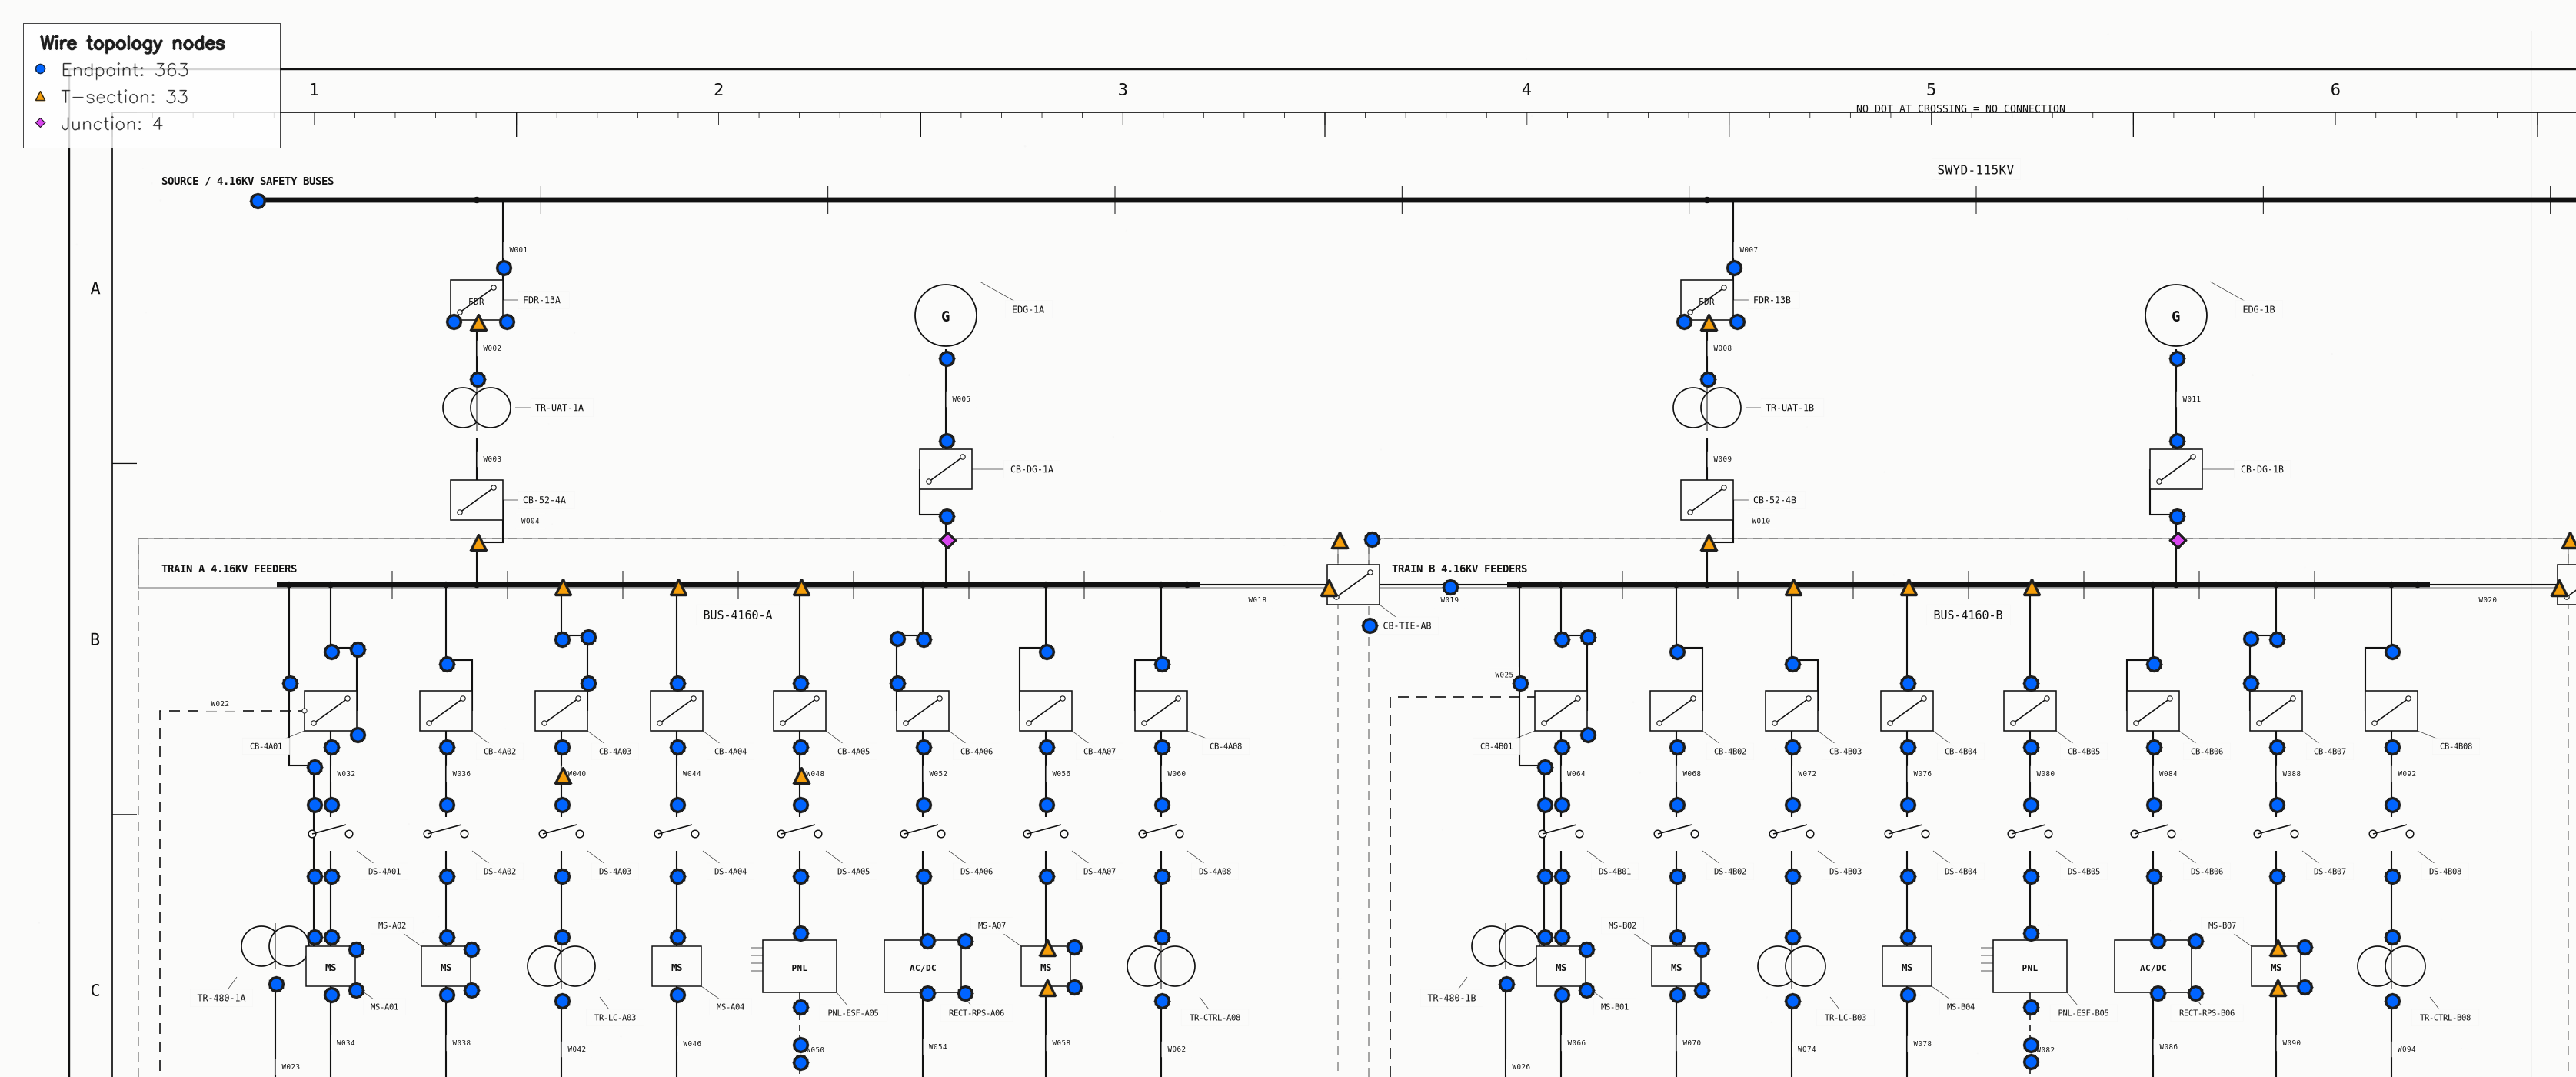 Wire topology nodes
Endpoint: 363
T-section: 33
Junction: 4
1 2 3 4 5 6
NO DOT AT CROSSING = NO CONNECTION
SWYD-115KV
SOURCE / 4.16KV SAFETY BUSES
W001 W007
A
FDR FDR-13A EDG-1A FDR FDR-13B EDG-1B
G G
W002 W008
W005 W011
TR-UAT-1A TR-UAT-1B
W003 W009
CB-DG-1A CB-DG-1B
CB-52-4A CB-52-4B
W004 W010
TRAIN A 4.16KV FEEDERS TRAIN B 4.16KV FEEDERS
W018 W019 W020
BUS-4160-A BUS-4160-B
CB-TIE-AB
B
W025
W022
CB-4A01 CB-4A02 CB-4A03 CB-4A04 CB-4A05 CB-4A06 CB-4A07 CB-4A08 CB-4B01 CB-4B02 CB-4B03 CB-4B04 CB-4B05 CB-4B06 CB-4B07 CB-4B08
W032 W036 W040 W044 W048 W052 W056 W060 W064 W068 W072 W076 W080 W084 W088 W092
DS-4A01 DS-4A02 DS-4A03 DS-4A04 DS-4A05 DS-4A06 DS-4A07 DS-4A08 DS-4B01 DS-4B02 DS-4B03 DS-4B04 DS-4B05 DS-4B06 DS-4B07 DS-4B08
MS-A02 MS-A07 MS-B02 MS-B07
MS MS MS PNL AC/DC MS MS MS MS PNL AC/DC MS
C
TR-480-1A MS-A01 TR-LC-A03 MS-A04 PNL-ESF-A05 RECT-RPS-A06 TR-CTRL-A08 TR-480-1B MS-B01 TR-LC-B03 MS-B04 PNL-ESF-B05 RECT-RPS-B06 TR-CTRL-B08
W034 W038 W042 W046 W050 W054 W058 W062 W066 W070 W074 W078 W082 W086 W090 W094
W023 W026